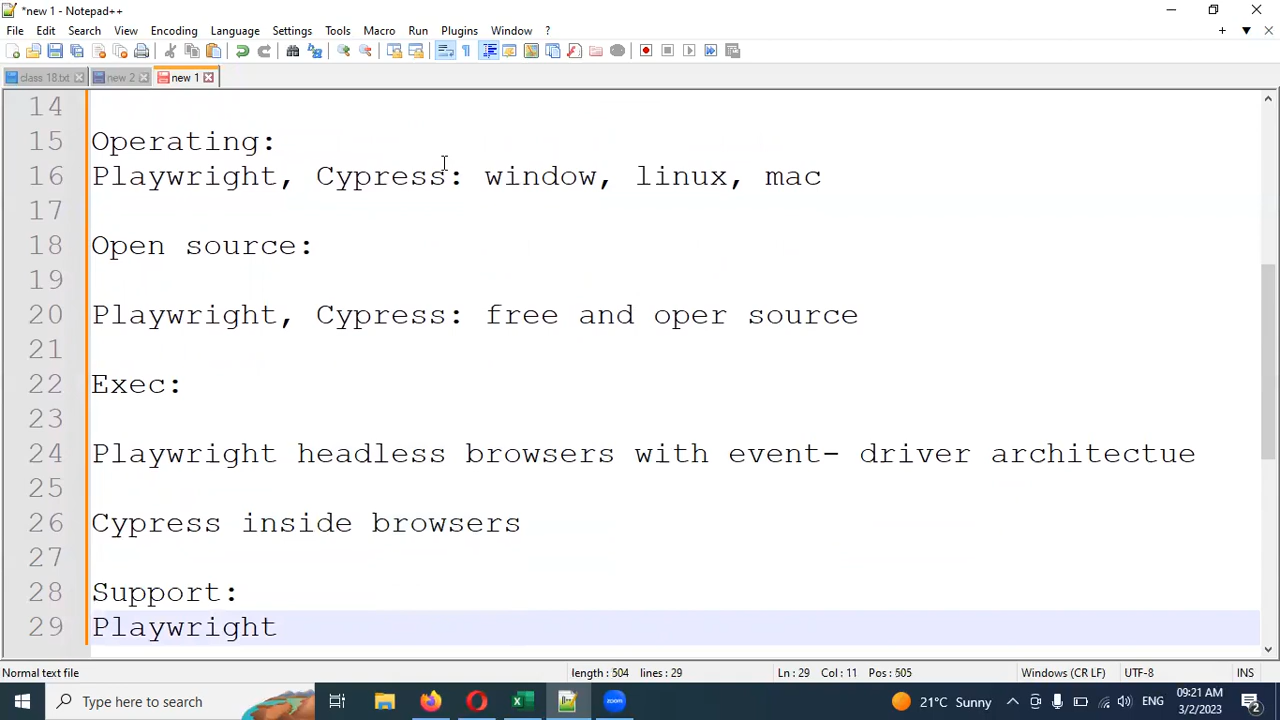 *new 1 - Notepad++
File Edit Search View Encoding Language Settings Tools Macro Run Plugins Window ?
class 18.txt new 2 new 1
14
15 Operating:
16 Playwright, Cypress: window, linux, mac
17
18 Open source:
19
20 Playwright, Cypress: free and oper source
21
22 Exec:
23
24 Playwright headless browsers with event- driver architectue
25
26 Cypress inside browsers
27
28 Support:
29 Playwright
Normal text file length : 504 lines : 29 Ln : 29 Col : 11 Pos : 505 Windows (CR LF) UTF-8 INS
Type here to search 21°C Sunny ENG 09:21 AM
3/2/2023 2